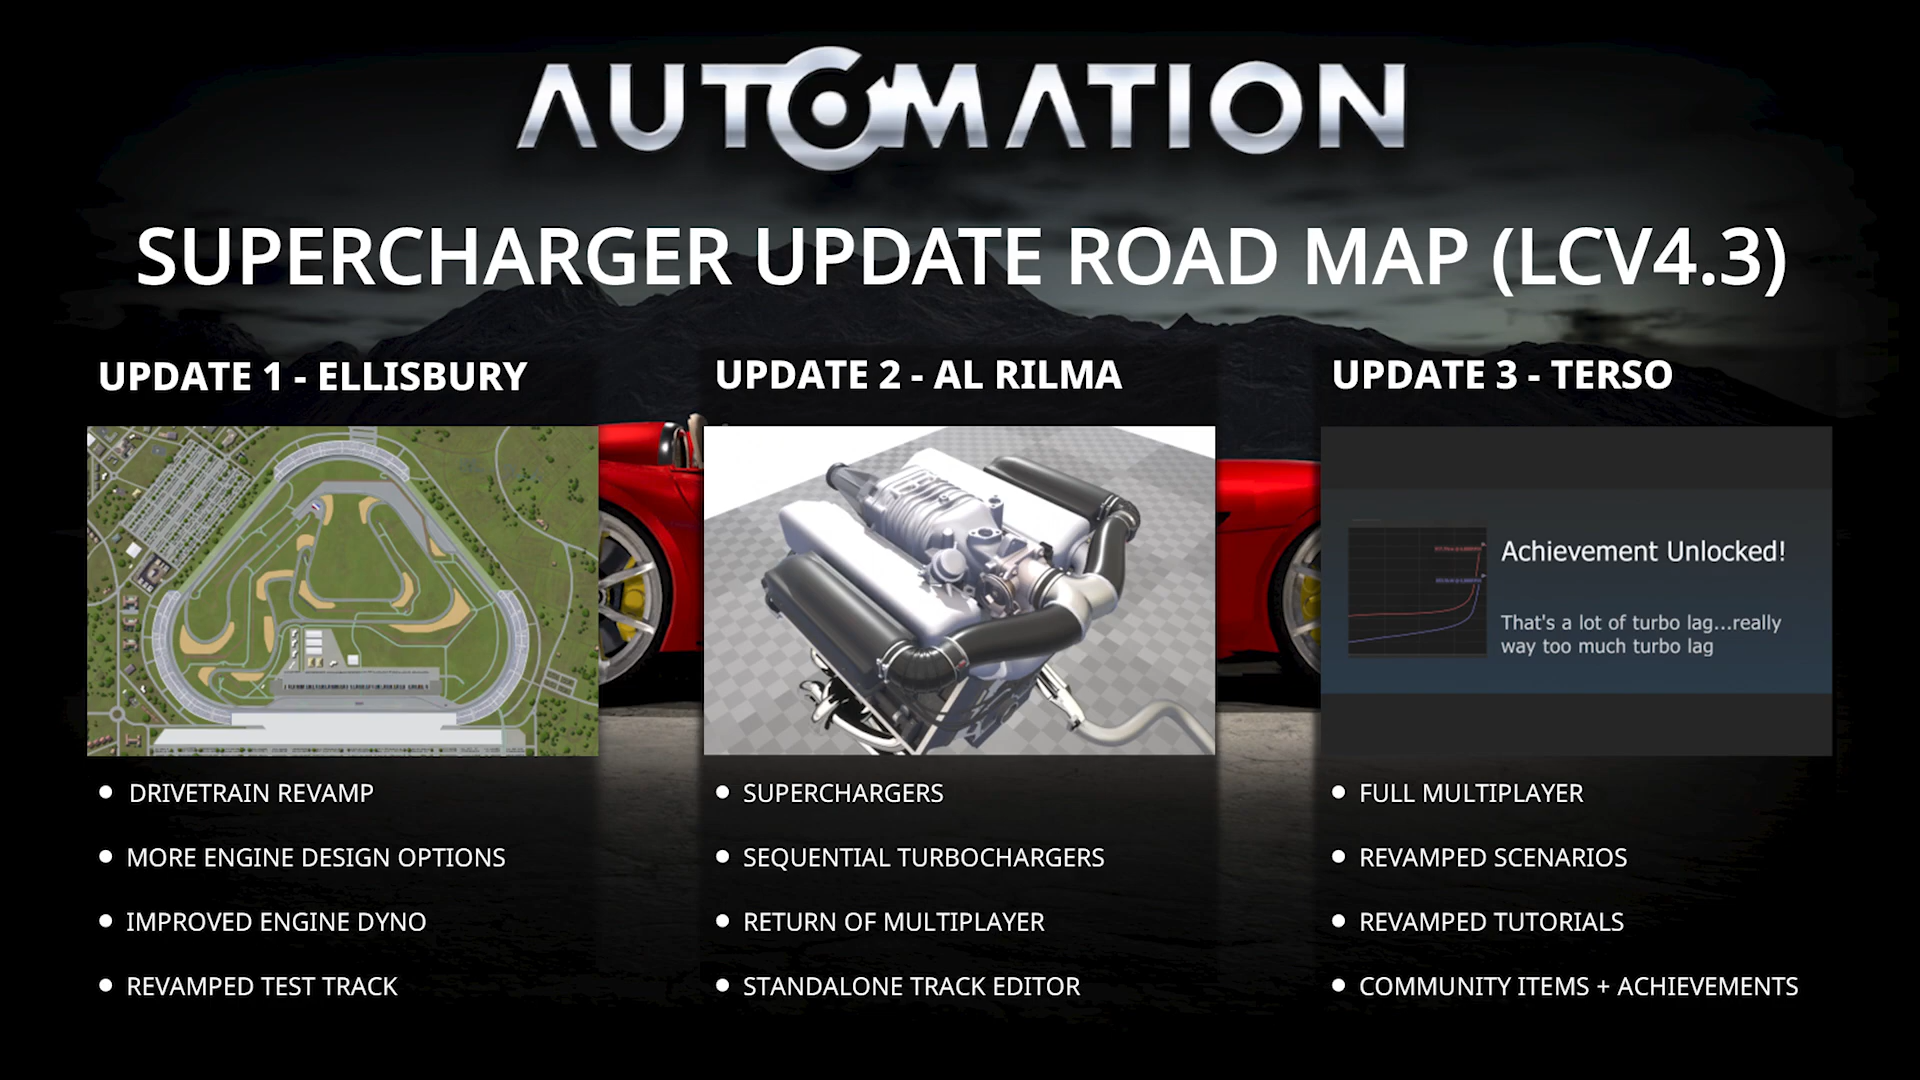 AUTOMATION
SUPERCHARGER UPDATE ROAD MAP (LCV4.3)
UPDATE 1 - ELLISBURY
DRIVETRAIN REVAMP
MORE ENGINE DESIGN OPTIONS
IMPROVED ENGINE DYNO
REVAMPED TEST TRACK
UPDATE 2 - AL RILMA
SUPERCHARGERS
SEQUENTIAL TURBOCHARGERS
RETURN OF MULTIPLAYER
STANDALONE TRACK EDITOR
UPDATE 3 - TERSO
Achievement Unlocked!
That's a lot of turbo lag...really
way too much turbo lag
FULL MULTIPLAYER
REVAMPED SCENARIOS
REVAMPED TUTORIALS
COMMUNITY ITEMS + ACHIEVEMENTS